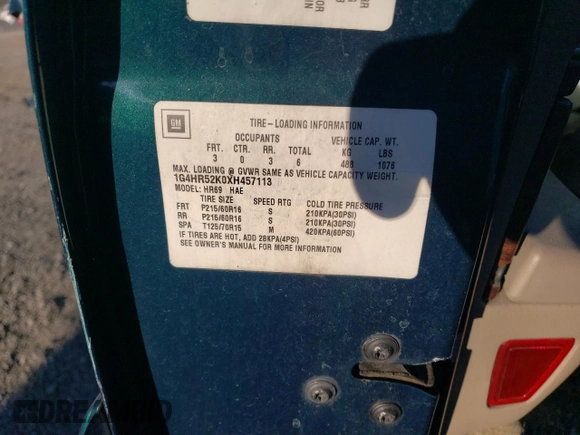 GM
TIRE-LOADING INFORMATION
OCCUPANTS VEHICLE CAP. WT.
FRT. CTR. RR. TOTAL KG LBS
3 0 3 6 488 1076
MAX. LOADING @ GVWR SAME AS VEHICLE CAPACITY WEIGHT.
1G4HR52K0XH457113
MODEL: HR69 HAE
TIRE SIZE SPEED RTG COLD TIRE PRESSURE
FRT P215/60R16 S 210KPA(30PSI)
RR P215/60R16 S 210KPA(30PSI)
SPA T125/70R15 M 420KPA(60PSI)
IF TIRES ARE HOT, ADD 28KPA(4PSI)
SEE OWNER'S MANUAL FOR MORE INFORMATION